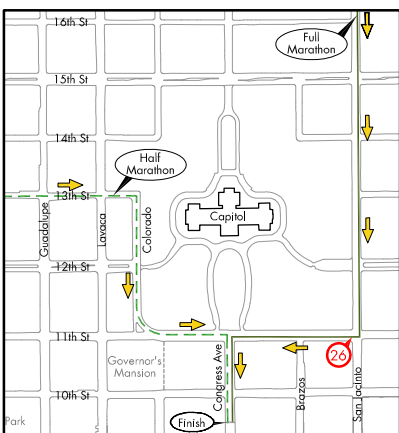 16th St
Full
Marathon
15th St
14th St
Half
Marathon
13th St
Guadalupe
Lavaca
Colorado
Capitol
12th St
11th St
26
Governor's
Mansion
Congress Ave
Brazos
San Jacinto
10th St
Park
Finish